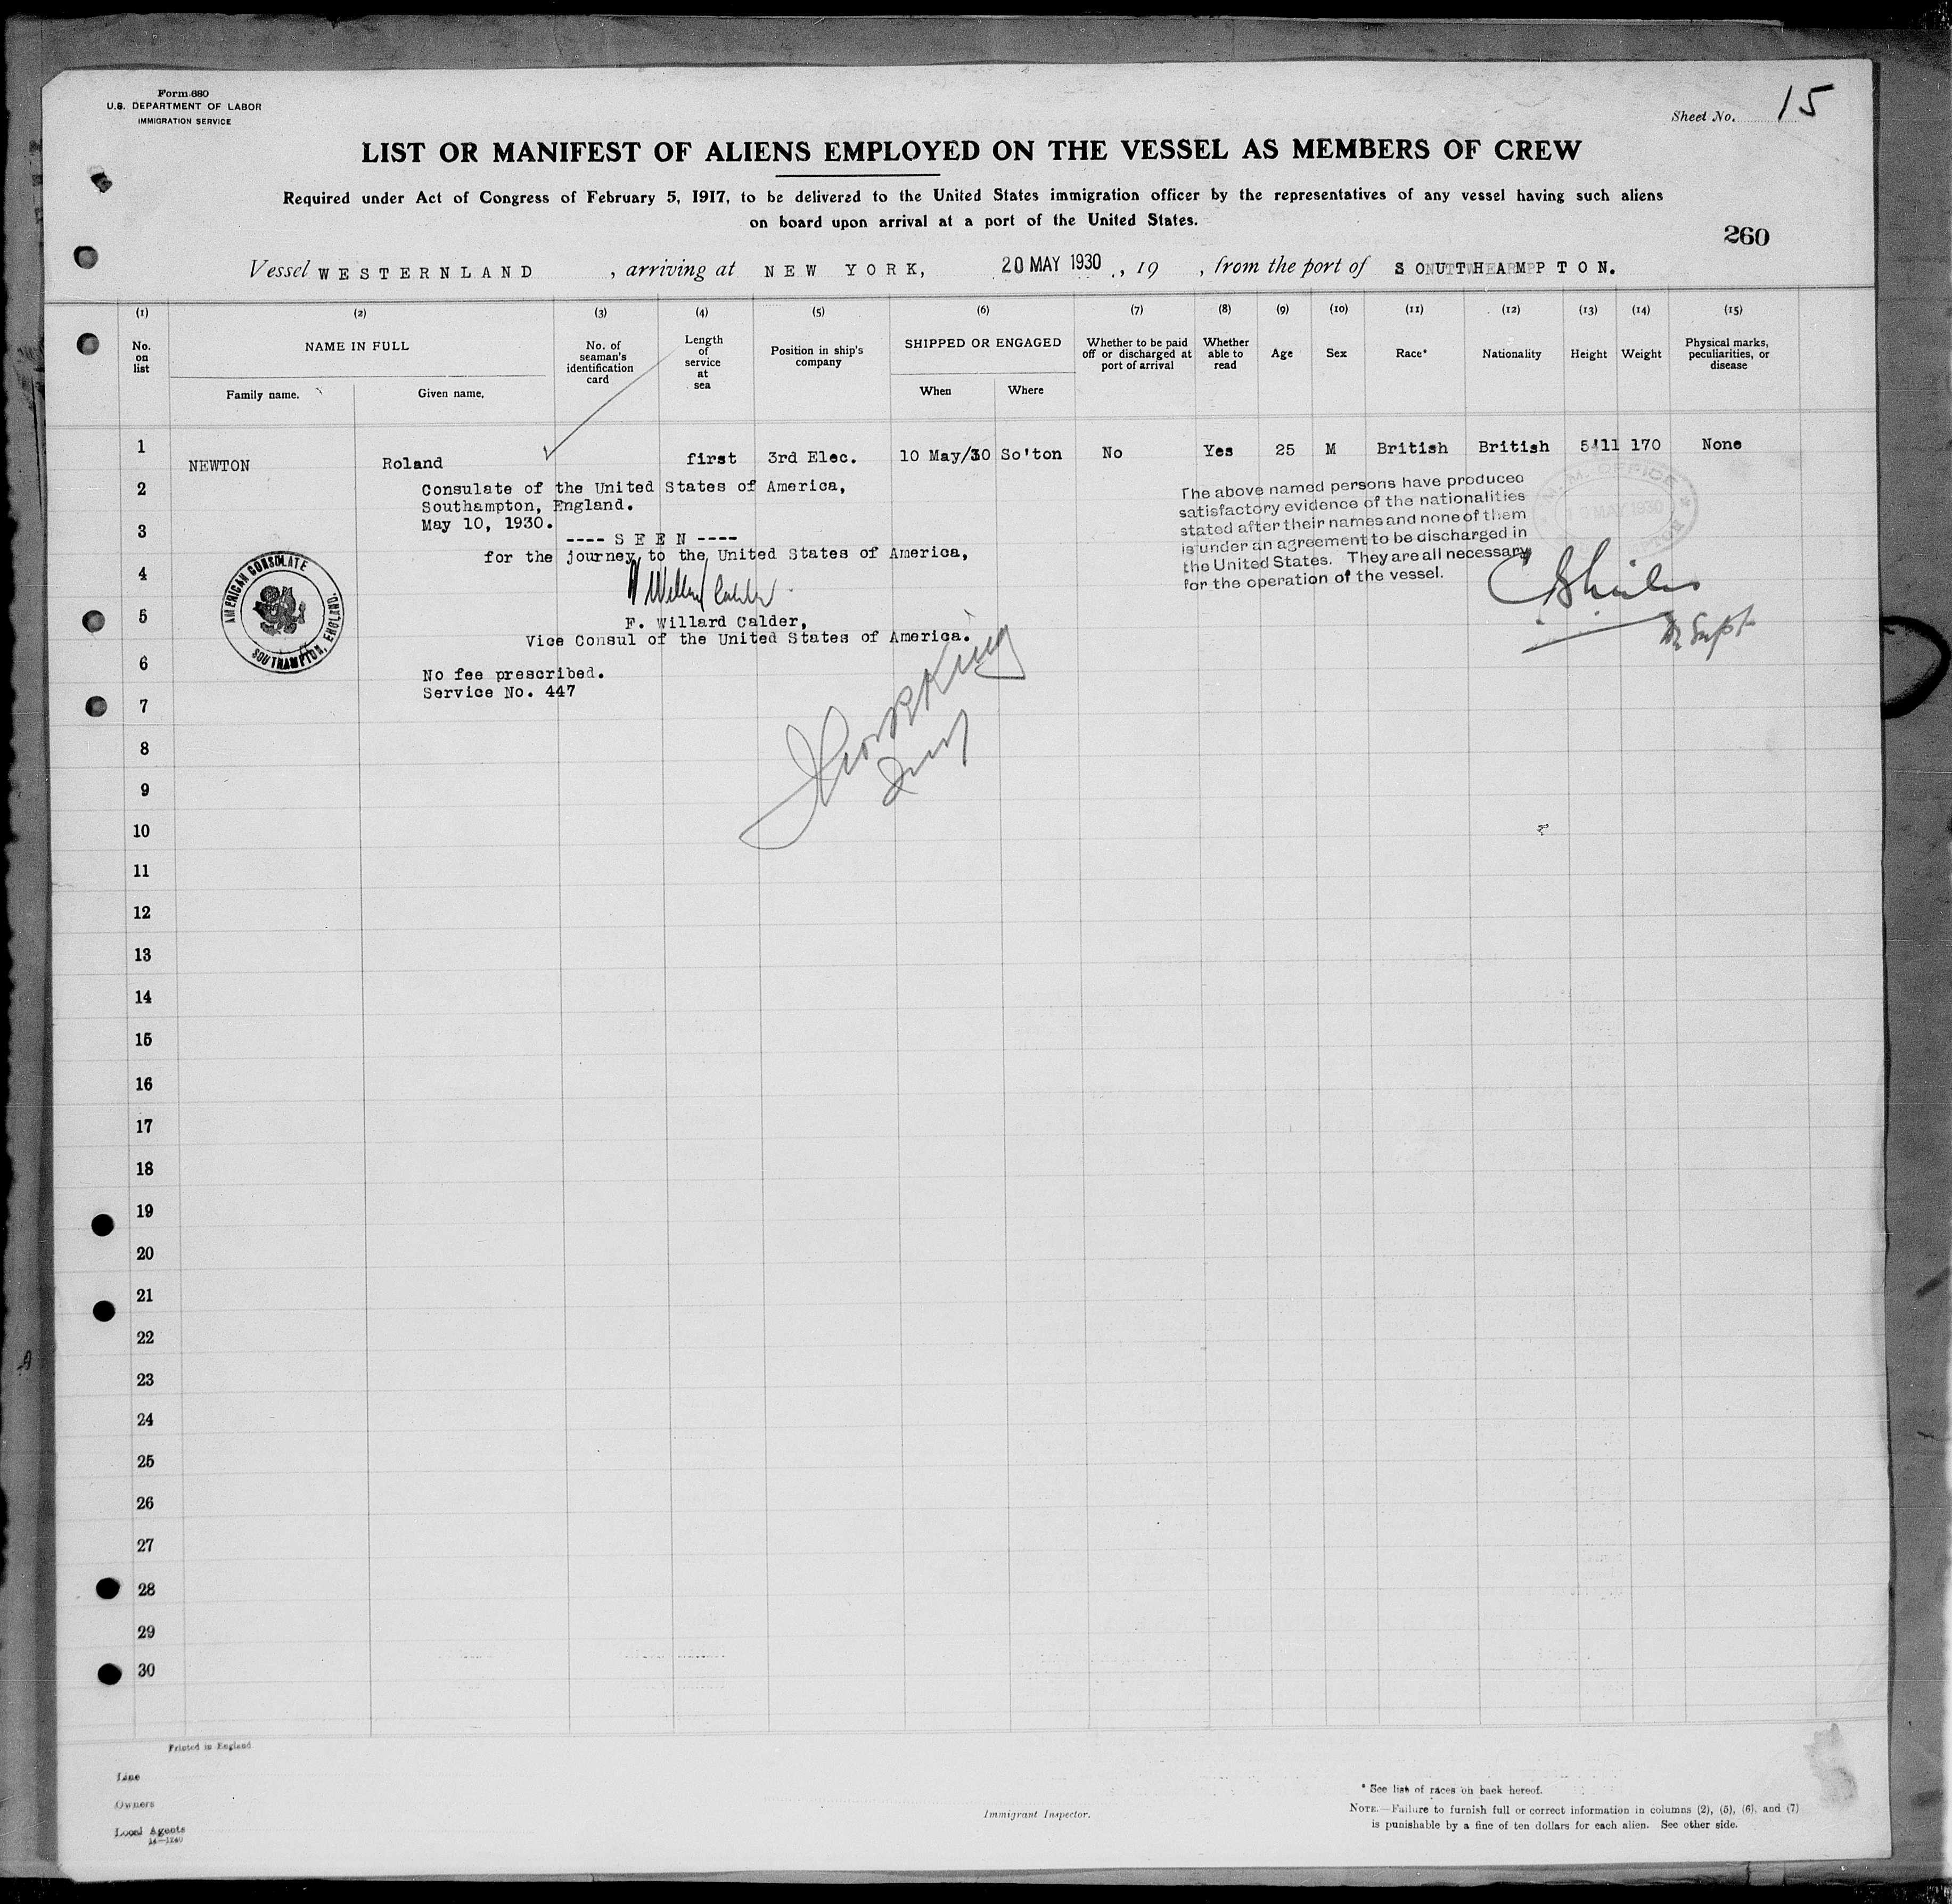 Form 680
U.S. DEPARTMENT OF LABOR
IMMIGRATION SERVICE
Sheet No. 15
LIST OR MANIFEST OF ALIENS EMPLOYED ON THE VESSEL AS MEMBERS OF CREW
Required under Act of Congress of February 5, 1917, to be delivered to the United States immigration officer by the representatives of any vessel having such aliens
on board upon arrival at a port of the United States.
260
Vessel WESTERNLAND, arriving at NEW YORK, 20 MAY 1930, 19 , from the port of SOUTHAMPTON.
(1) (2) (3) (4) (5) (6) (7) (8) (9) (10) (11) (12) (13) (14) (15)
No. on list
NAME IN FULL
Family name.
Given name.
No. of seaman's identification card
Length of service at sea
Position in ship's company
SHIPPED OR ENGAGED
When
Where
Whether to be paid off or discharged at port of arrival
Whether able to read
Age
Sex
Race*
Nationality
Height
Weight
Physical marks, peculiarities, or disease
1 NEWTON Roland first 3rd Elec. 10 May/30 So'ton No Yes 25 M British British 5'11 170 None
2
Consulate of the United States of America,
Southampton, England.
May 10, 1930.
3
---- S E E N ----
for the journey to the United States of America,
4
F. Willard Calder,
5
Vice Consul of the United States of America.
6
No fee prescribed.
Service No. 447
7
AMERICAN CONSULATE
SOUTHAMPTON, ENGLAND.
The above named persons have produced
satisfactory evidence of the nationalities
stated after their names and none of them
is under an agreement to be discharged in
the United States. They are all necessary
for the operation of the vessel.
M. M. OFFICE
MAY 1930
Supt
8
9
10
11
12
13
14
15
16
17
18
19
20
21
22
23
24
25
26
27
28
29
30
Printed in England
Line
Owners
Local Agents
Immigrant Inspector.
* See list of races on back hereof.
NOTE.—Failure to furnish full or correct information in columns (2), (5), (6), and (7)
is punishable by a fine of ten dollars for each alien. See other side.